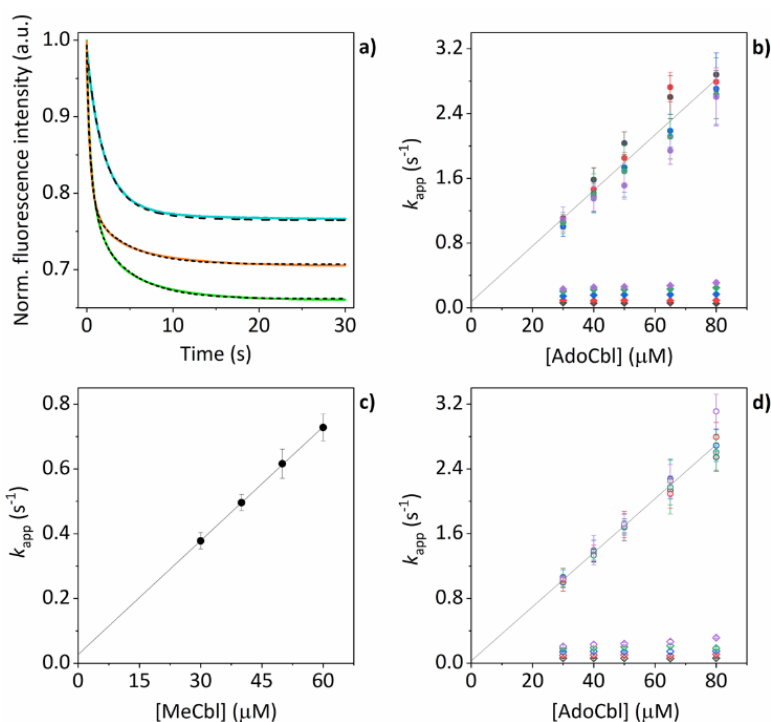 a)
1.0
0.9
0.8
0.7
Norm. fluorescence intensity (a.u.)
0 10 20 30
Time (s)
b)
3.2
2.4
1.6
0.8
0.0
kapp (s⁻¹)
0 20 40 60 80
[AdoCbl] (μM)
c)
0.8
0.6
0.4
0.2
0.0
kapp (s⁻¹)
0 15 30 45 60
[MeCbl] (μM)
d)
3.2
2.4
1.6
0.8
0.0
kapp (s⁻¹)
0 20 40 60 80
[AdoCbl] (μM)